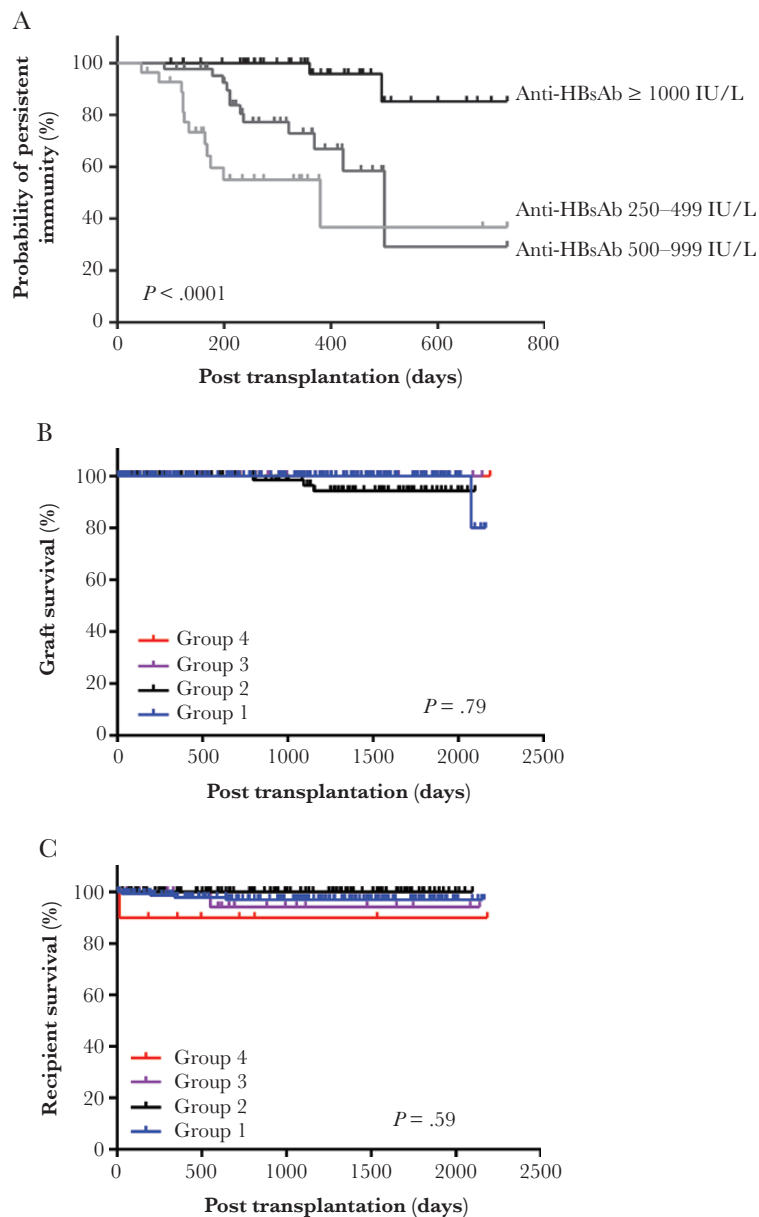 A
Probability of persistent
immunity (%)
100
80
60
40
20
0
Anti-HBsAb ≥ 1000 IU/L
Anti-HBsAb 250–499 IU/L
Anti-HBsAb 500–999 IU/L
P < .0001
0 200 400 600 800
Post transplantation (days)
B
Graft survival (%)
100
80
60
40
20
0
Group 4
Group 3
Group 2
Group 1
P = .79
0 500 1000 1500 2000 2500
Post transplantation (days)
C
Recipient survival (%)
100
80
60
40
20
0
Group 4
Group 3
Group 2
Group 1
P = .59
0 500 1000 1500 2000 2500
Post transplantation (days)